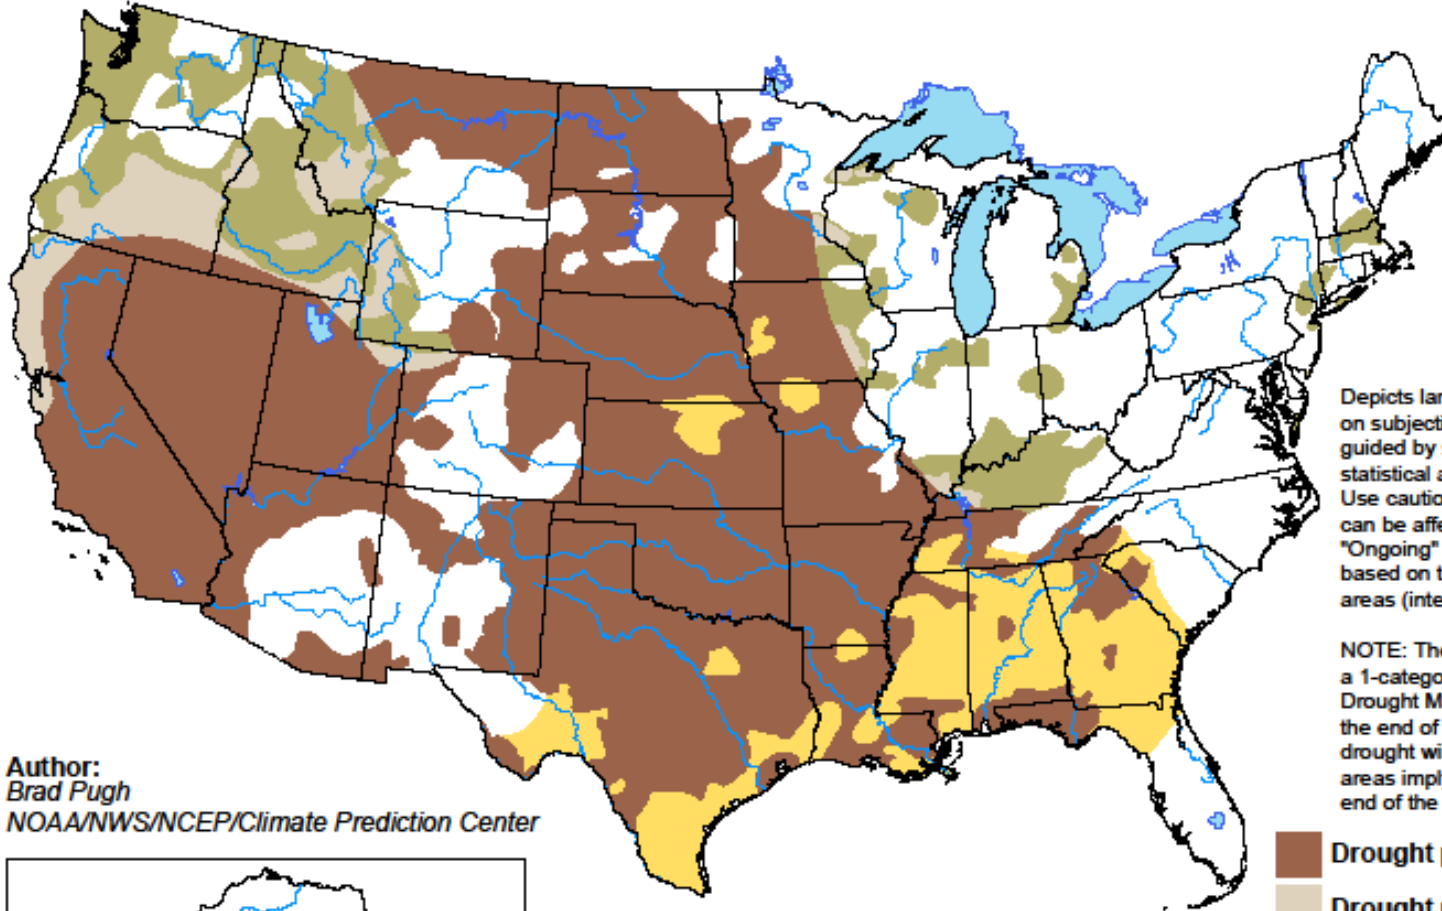 Depicts lar
on subjecti
guided by
statistical a
Use cautio
can be affe
"Ongoing"
based on t
areas (inte
NOTE: The
a 1-catego
Drought M
the end of
drought wi
areas impl
end of the
Author:
Brad Pugh
NOAA/NWS/NCEP/Climate Prediction Center
Drought
Drought